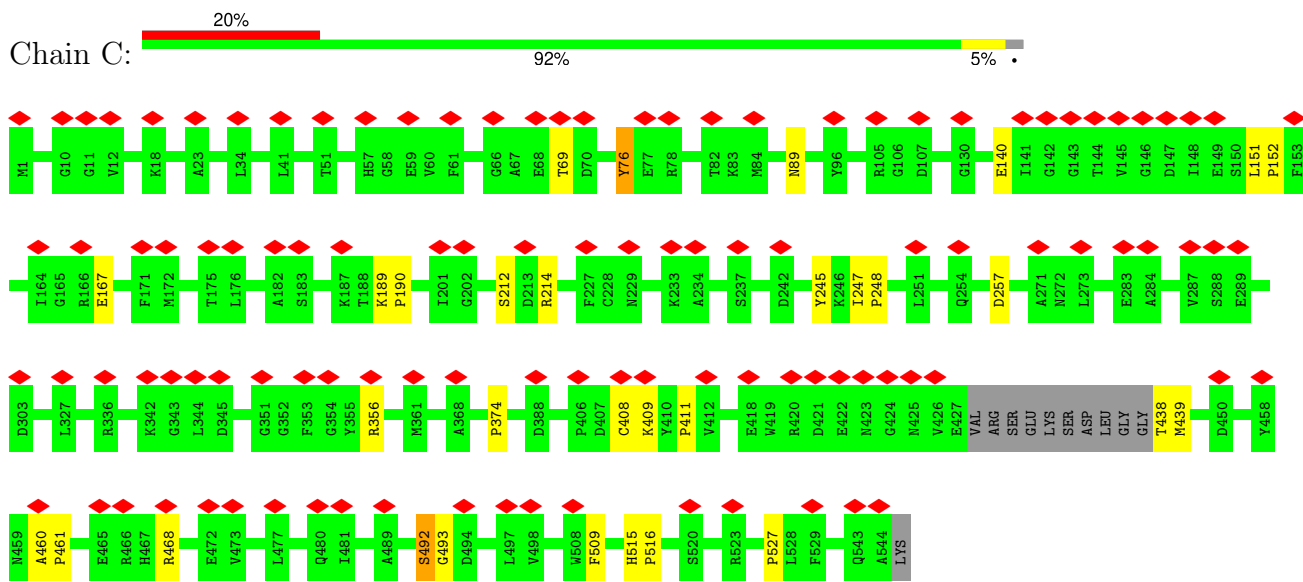 20%
Chain C:
92% 5% •
M1 G10 G11 V12 K18 A23 L34 L41 T51 H57 G58 E59 V60 F61 G66 A67 E68 T69 D70 Y76 E77 R78 T82 K83 M84 N89 Y96 R105 G106 D107 G130 E140 I141 G142 G143 T144 V145 G146 D147 I148 E149 S150 L151 P152 F153
T164 G165 R166 E167 F171 M172 T175 L176 A182 S183 K187 T188 K189 P190 I201 G202 S212 D213 R214 F227 C228 N229 K233 A234 S237 D242 Y245 K246 I247 P248 L251 Q254 D257 A271 N272 L273 E283 A284 V287 S288 E289
D303 L327 R336 K342 G343 L344 D345 G351 G352 F353 G354 Y355 R356 M361 A368 P374 D388 P406 D407 C408 K409 Y410 P411 V412 E418 W419 R420 D421 E422 N423 G424 N425 V426 E427 VAL ARG SER GLU LYS SER ASP LEU GLY GLY T438 M439 D450 Y458
N459 A460 P461 E465 R466 H467 R468 E472 V473 L477 Q480 I481 A489 S492 G493 D494 L497 V498 W508 F509 H515 P516 S520 R523 P527 L528 F529 Q543 A544 LYS